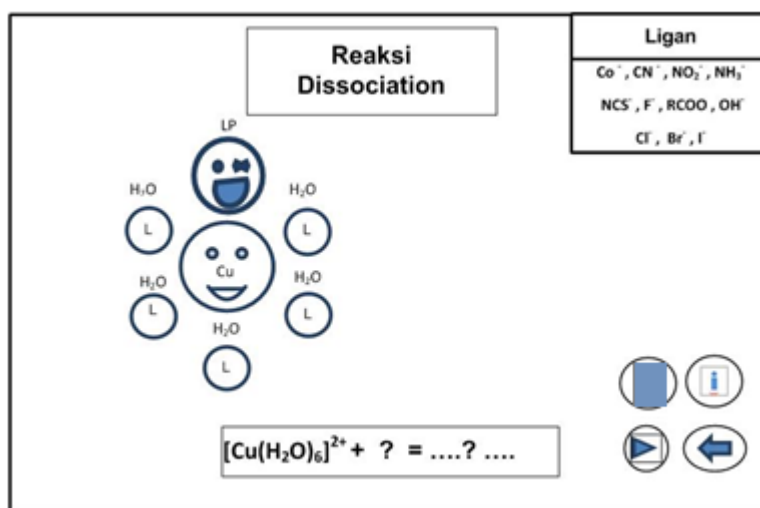 Reaksi
Dissociation
Ligan
Co⁻, CN⁻, NO₂⁻, NH₃⁻
NCS⁻, F⁻, RCOO, OH⁻
Cl⁻, Br⁻, I⁻
LP
H₂O
H₂O
L
L
Cu
H₂O
H₂O
L
L
H₂O
L
i
[Cu(H₂O)₆]²⁺ + ? = ....? ....